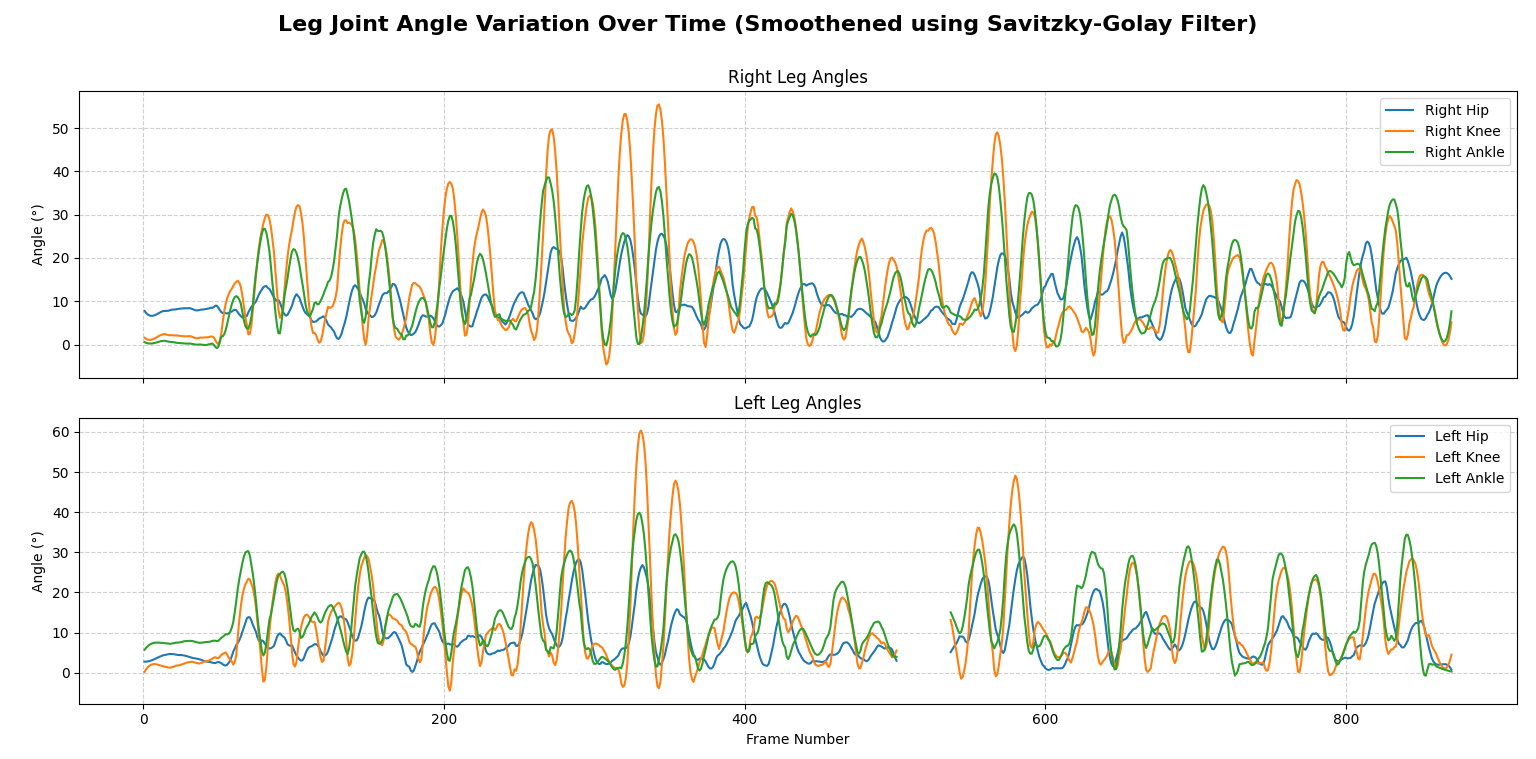 Leg Joint Angle Variation Over Time (Smoothened using Savitzky-Golay Filter)
Right Leg Angles
Right Hip
Right Knee
Right Ankle
Angle (°)
50
40
30
20
10
0
Left Leg Angles
Left Hip
Left Knee
Left Ankle
Angle (°)
60
50
40
30
20
10
0
0 200 400 600 800
Frame Number